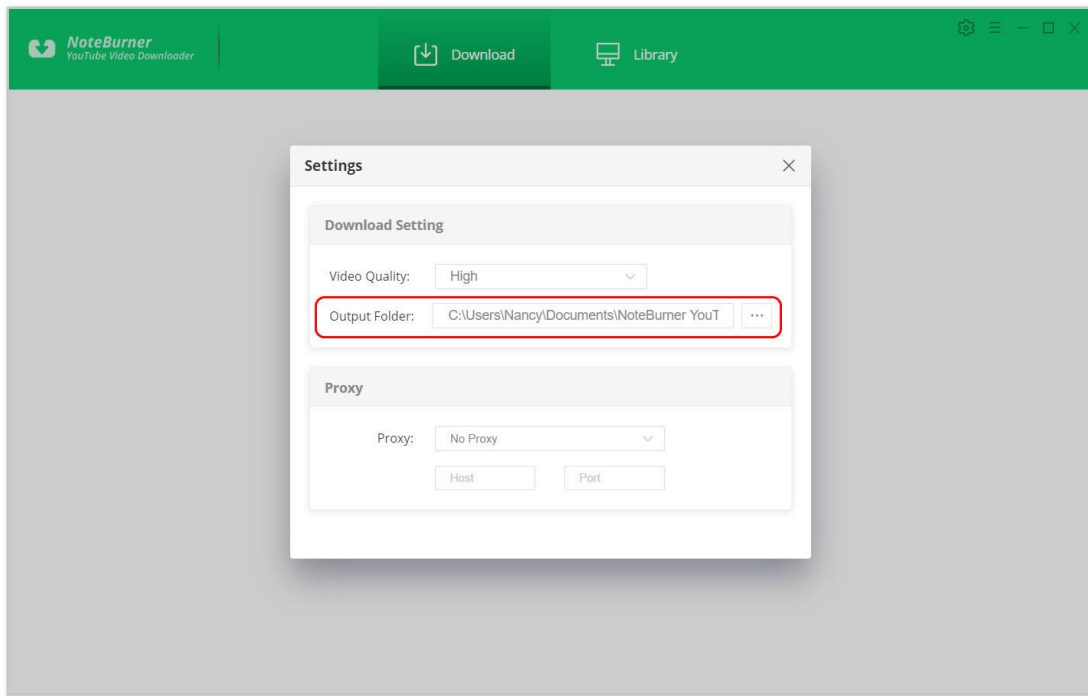 NoteBurner
YouTube Video Downloader
Download
Library
Settings
Download Setting
Video Quality: High
Output Folder: C:\Users\Nancy\Documents\NoteBurner YouT ...
Proxy
Proxy: No Proxy
Host Port